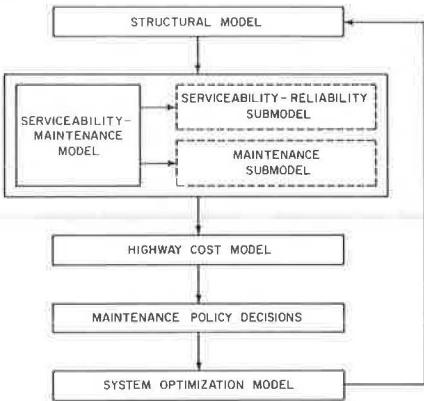 STRUCTURAL MODEL
SERVICEABILITY-
MAINTENANCE
MODEL
SERVICEABILITY-RELIABILITY
SUBMODEL
MAINTENANCE
SUBMODEL
HIGHWAY COST MODEL
MAINTENANCE POLICY DECISIONS
SYSTEM OPTIMIZATION MODEL